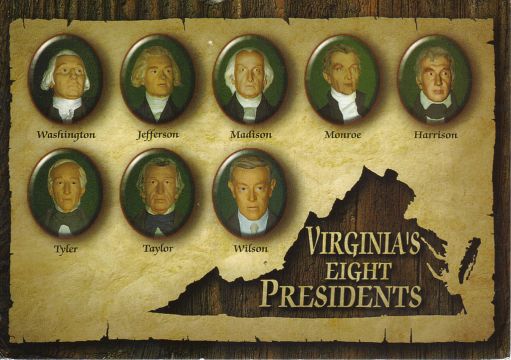 Washington Jefferson Madison Monroe Harrison
Tyler Taylor Wilson
VIRGINIA'S
EIGHT
PRESIDENTS